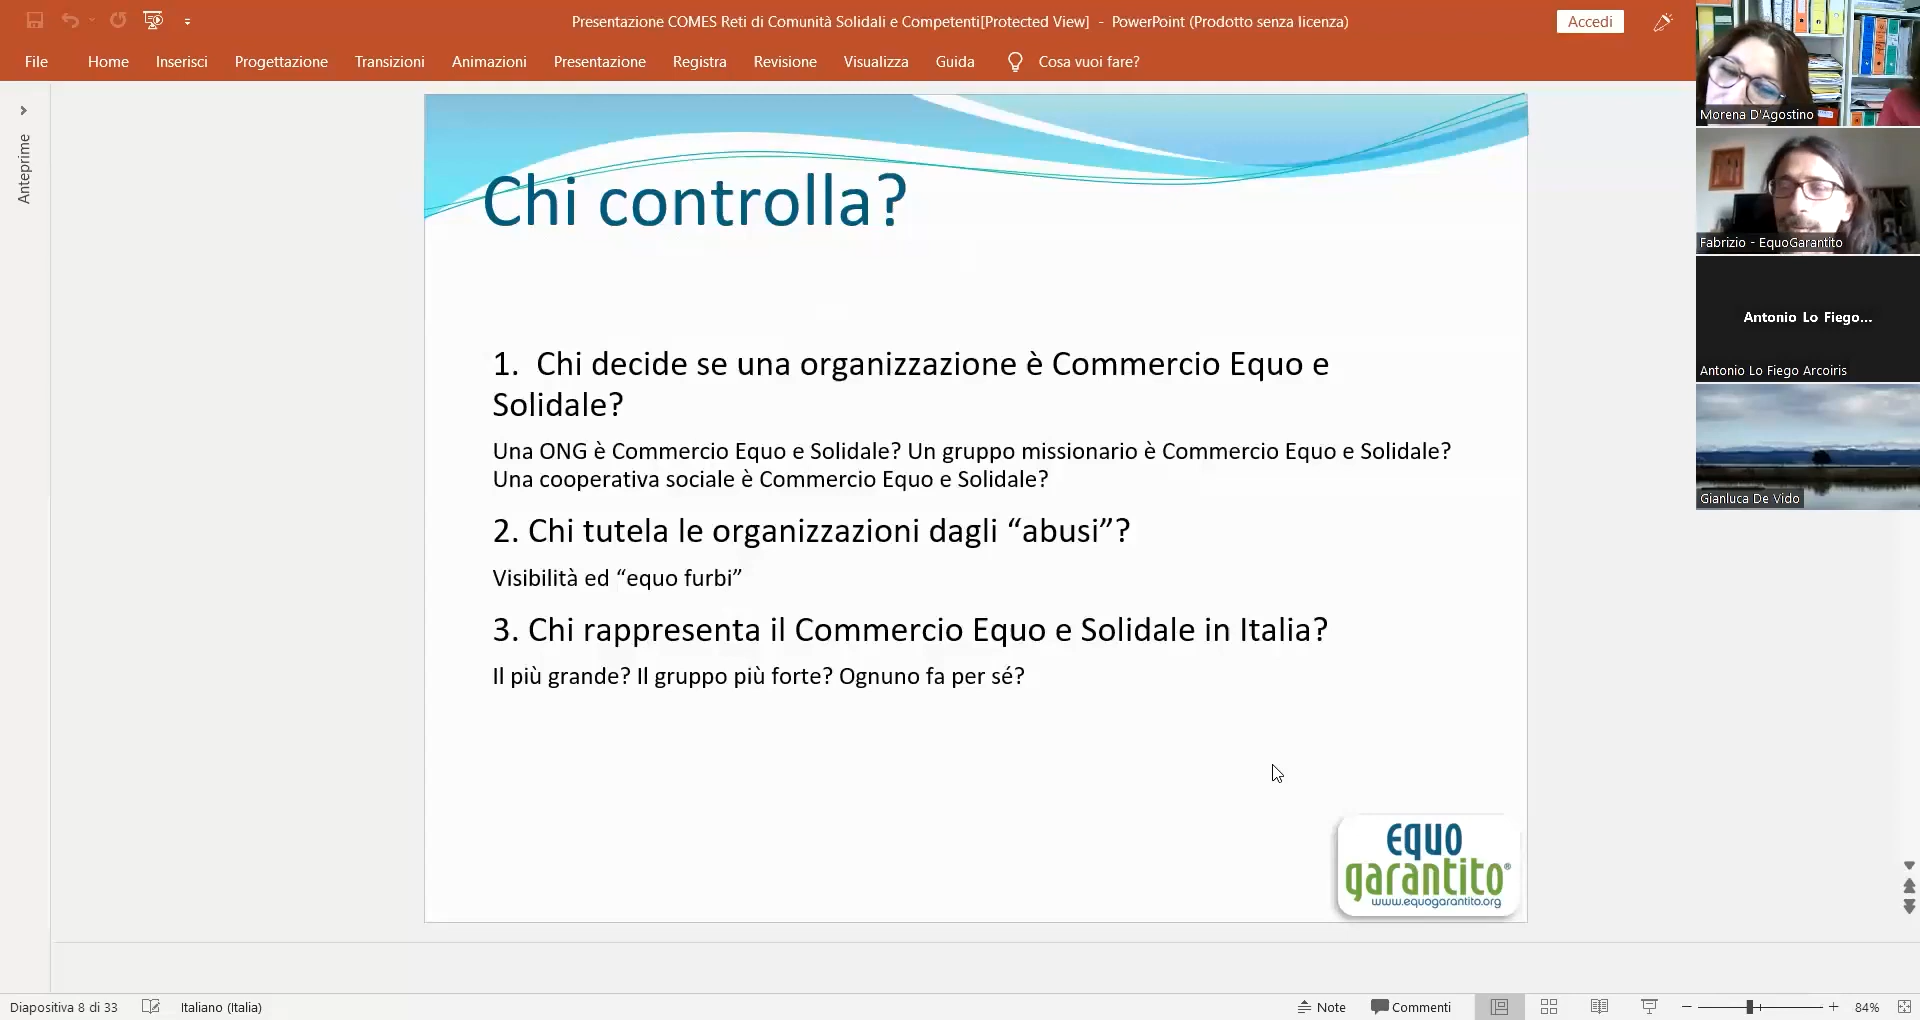 Presentazione COMES Reti di Comunità Solidali e Competenti[Protected View] - PowerPoint (Prodotto senza licenza)
Accedi
File Home Inserisci Progettazione Transizioni Animazioni Presentazione Registra Revisione Visualizza Guida Cosa vuoi fare?
Anteprime
Chi controlla?
1. Chi decide se una organizzazione è Commercio Equo e
Solidale?
Una ONG è Commercio Equo e Solidale? Un gruppo missionario è Commercio Equo e Solidale?
Una cooperativa sociale è Commercio Equo e Solidale?
2. Chi tutela le organizzazioni dagli “abusi”?
Visibilità ed “equo furbi”
3. Chi rappresenta il Commercio Equo e Solidale in Italia?
Il più grande? Il gruppo più forte? Ognuno fa per sé?
equo
garantito®
www.equogarantito.org
Morena D'Agostino
Fabrizio - EquoGarantito
Antonio Lo Fiego...
Antonio Lo Fiego Arcoiris
Gianluca De Vido
Diapositiva 8 di 33 Italiano (Italia) Note Commenti 84%